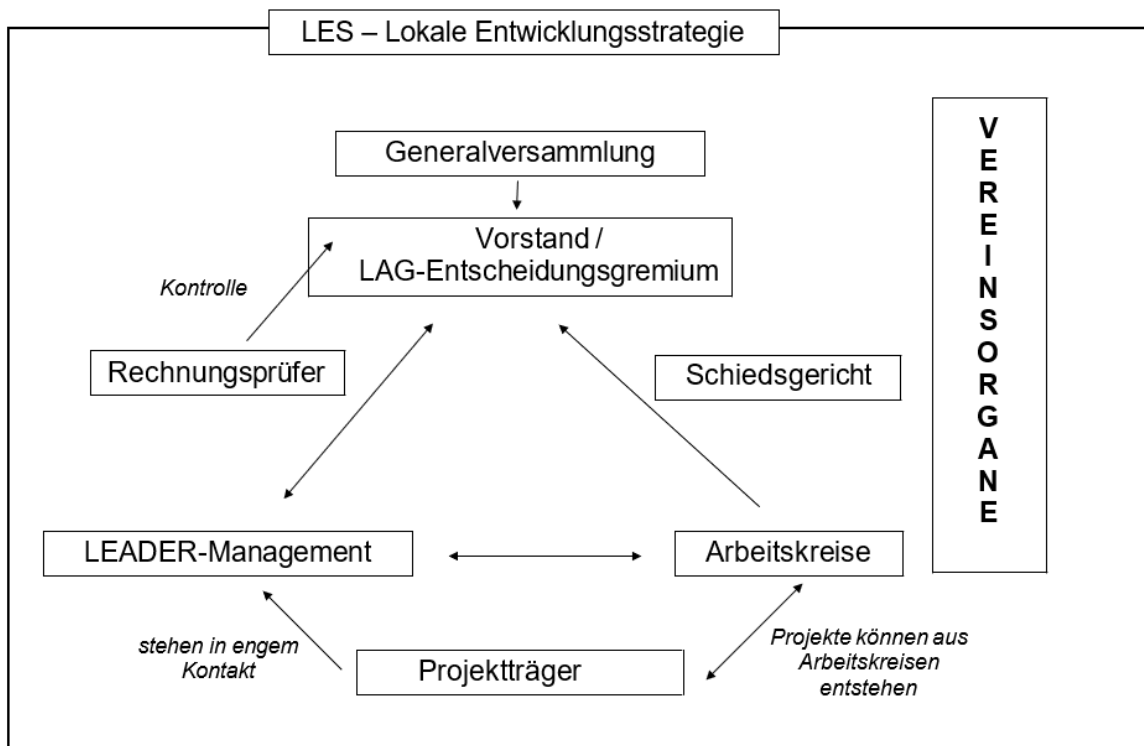 LES – Lokale Entwicklungsstrategie
Generalversammlung
Vorstand /
LAG-Entscheidungsgremium
Kontrolle
Rechnungsprüfer
Schiedsgericht
LEADER-Management
Arbeitskreise
stehen in engem
Kontakt
Projektträger
Projekte können aus
Arbeitskreisen
entstehen
V
E
R
E
I
N
S
O
R
G
A
N
E